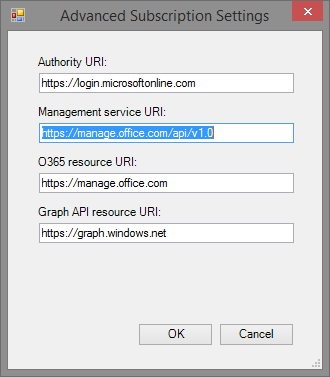 Advanced Subscription Settings
Authority URI:
https://login.microsoftonline.com
Management service URI:
https://manage.office.com/api/v1.0
O365 resource URI:
https://manage.office.com
Graph API resource URI:
https://graph.windows.net
OK
Cancel